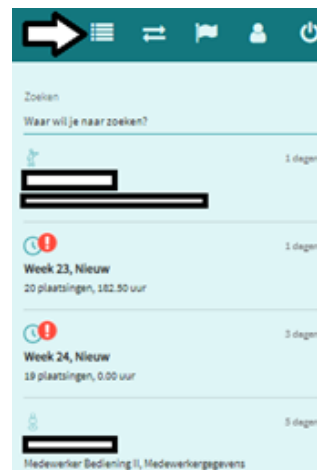 Zoeken
Waar wil je naar zoeken?
1 dagen
1 dagen
Week 23, Nieuw
20 plaatsingen, 182.50 uur
3 dagen
Week 24, Nieuw
19 plaatsingen, 0.00 uur
5 dagen
Medewerker Bediening II, Medewerkergegevens